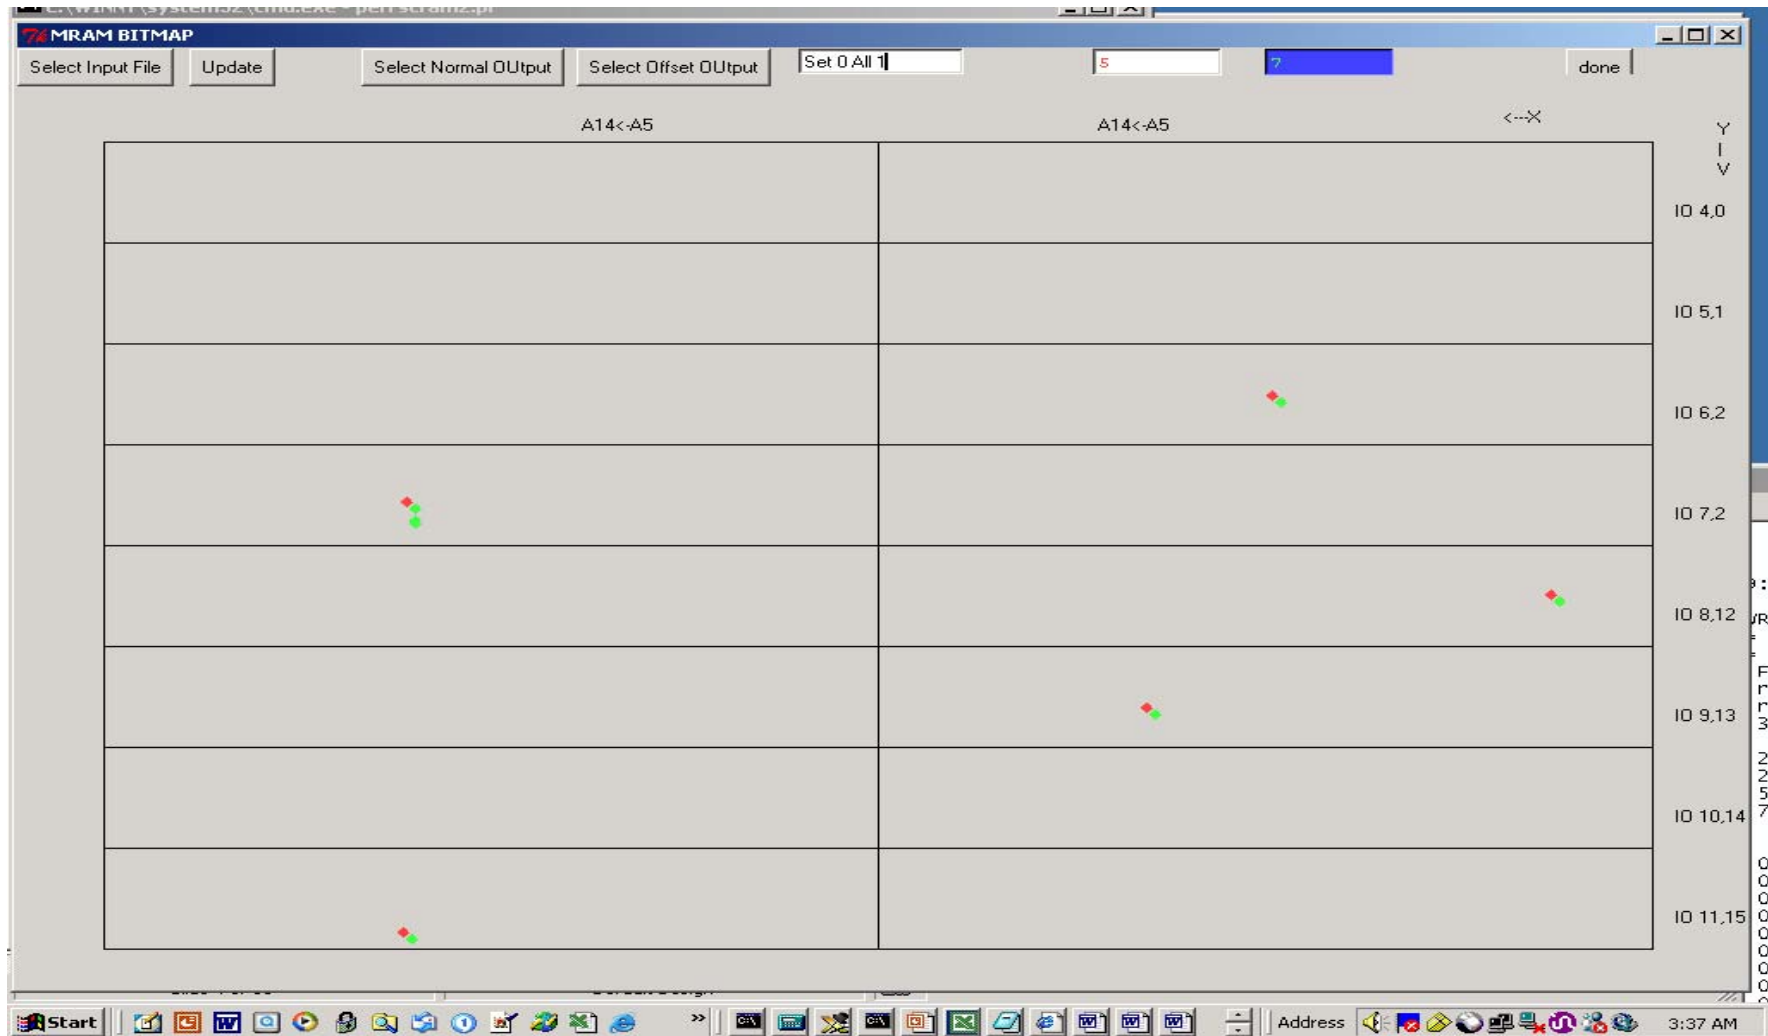 MRAM BITMAP
Select Input File Update Select Normal OUtput Select Offset OUtput Set 0 All 1 5 7 done
A14<-A5 A14<-A5 <---X
Y
|
V
IO 4,0
IO 5,1
IO 6,2
IO 7,2
IO 8,12
IO 9,13
IO 10,14
IO 11,15
Start » Address 3:37 AM